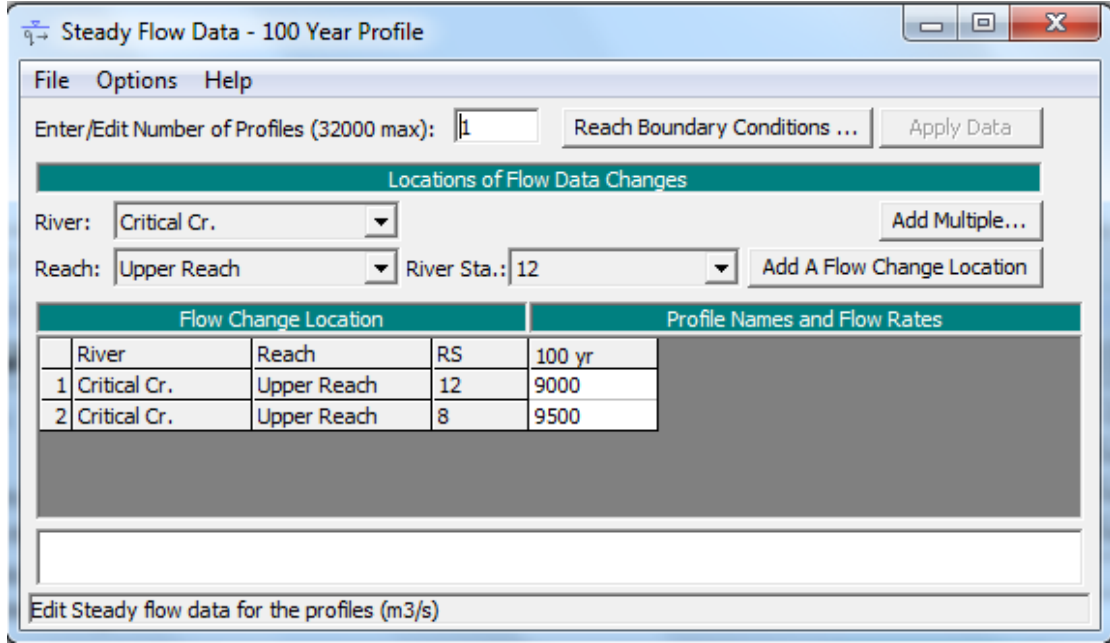 Steady Flow Data - 100 Year Profile
File Options Help
Enter/Edit Number of Profiles (32000 max): 1 Reach Boundary Conditions ... Apply Data
Locations of Flow Data Changes
River: Critical Cr. Add Multiple...
Reach: Upper Reach River Sta.: 12 Add A Flow Change Location
Flow Change Location Profile Names and Flow Rates
River Reach RS 100 yr
1 Critical Cr. Upper Reach 12 9000
2 Critical Cr. Upper Reach 8 9500
Edit Steady flow data for the profiles (m3/s)